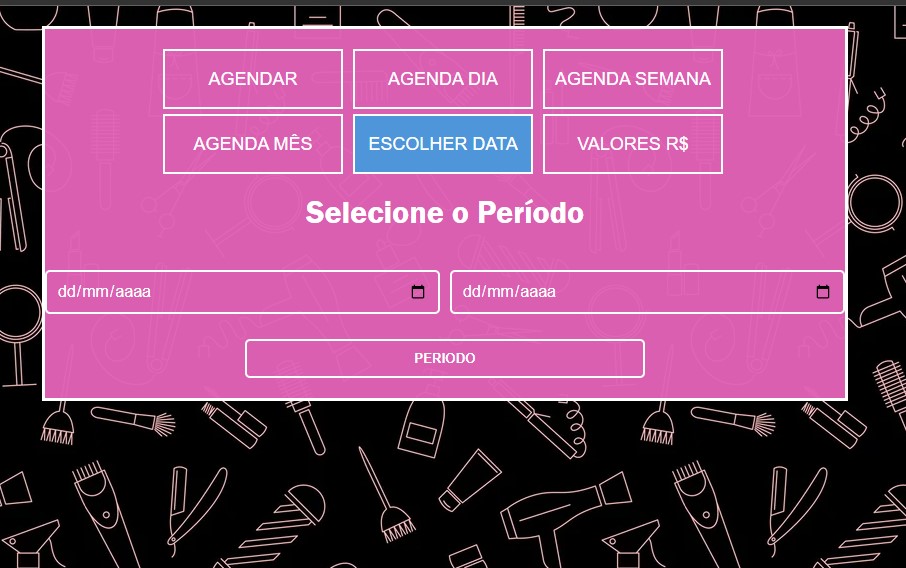 AGENDAR
AGENDA DIA
AGENDA SEMANA
AGENDA MÊS
ESCOLHER DATA
VALORES R$
Selecione o Período
dd/mm/aaaa
dd/mm/aaaa
PERIODO